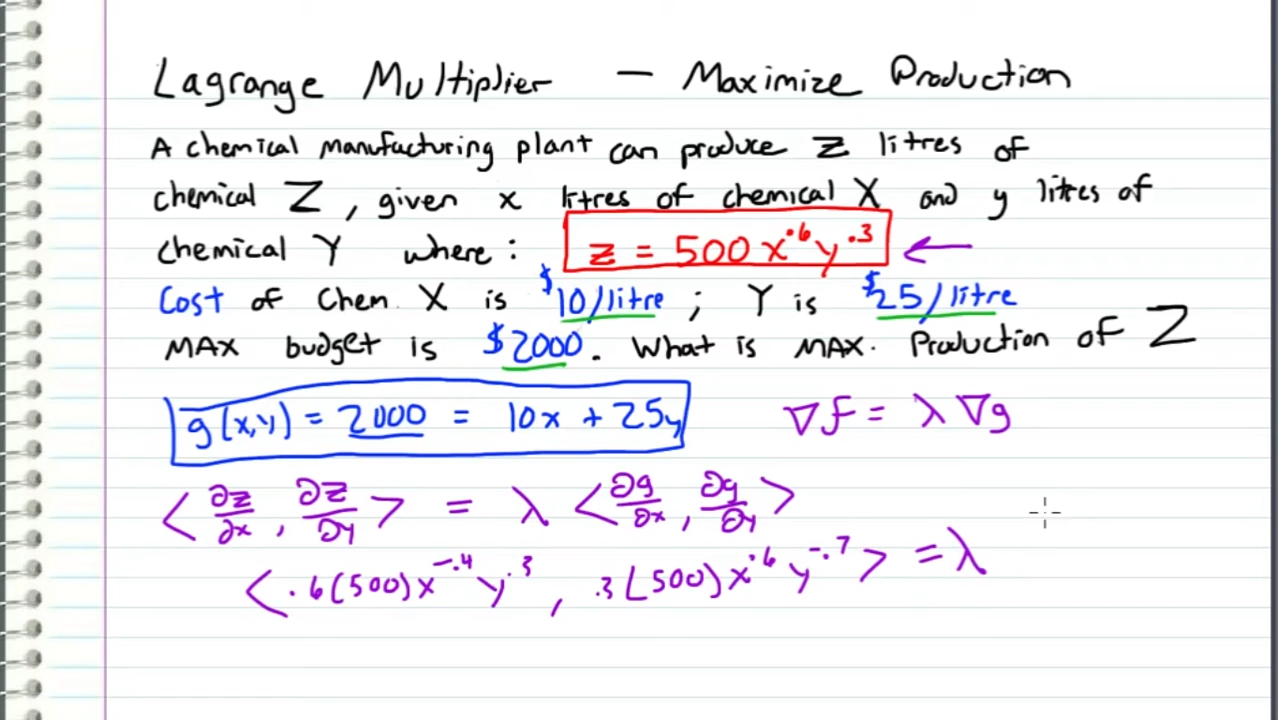 Lagrange Multiplier — Maximize Production
A chemical manufacturing plant can produce z litres of
chemical Z, given x litres of chemical X and y litres of
chemical Y where: z = 500x^.6 y^.3 ←
Cost of Chem. X is $10/litre ; Y is $25/litre
MAX budget is $2000. What is MAX. Production of Z
g(x,y) = 2000 = 10x + 25y ∇f = λ∇g
<∂z/∂x, ∂z/∂y> = λ <∂g/∂x, ∂g/∂y>
<.6(500)x^-.4 y^.3, .3(500)x^.6 y^-.7> = λ